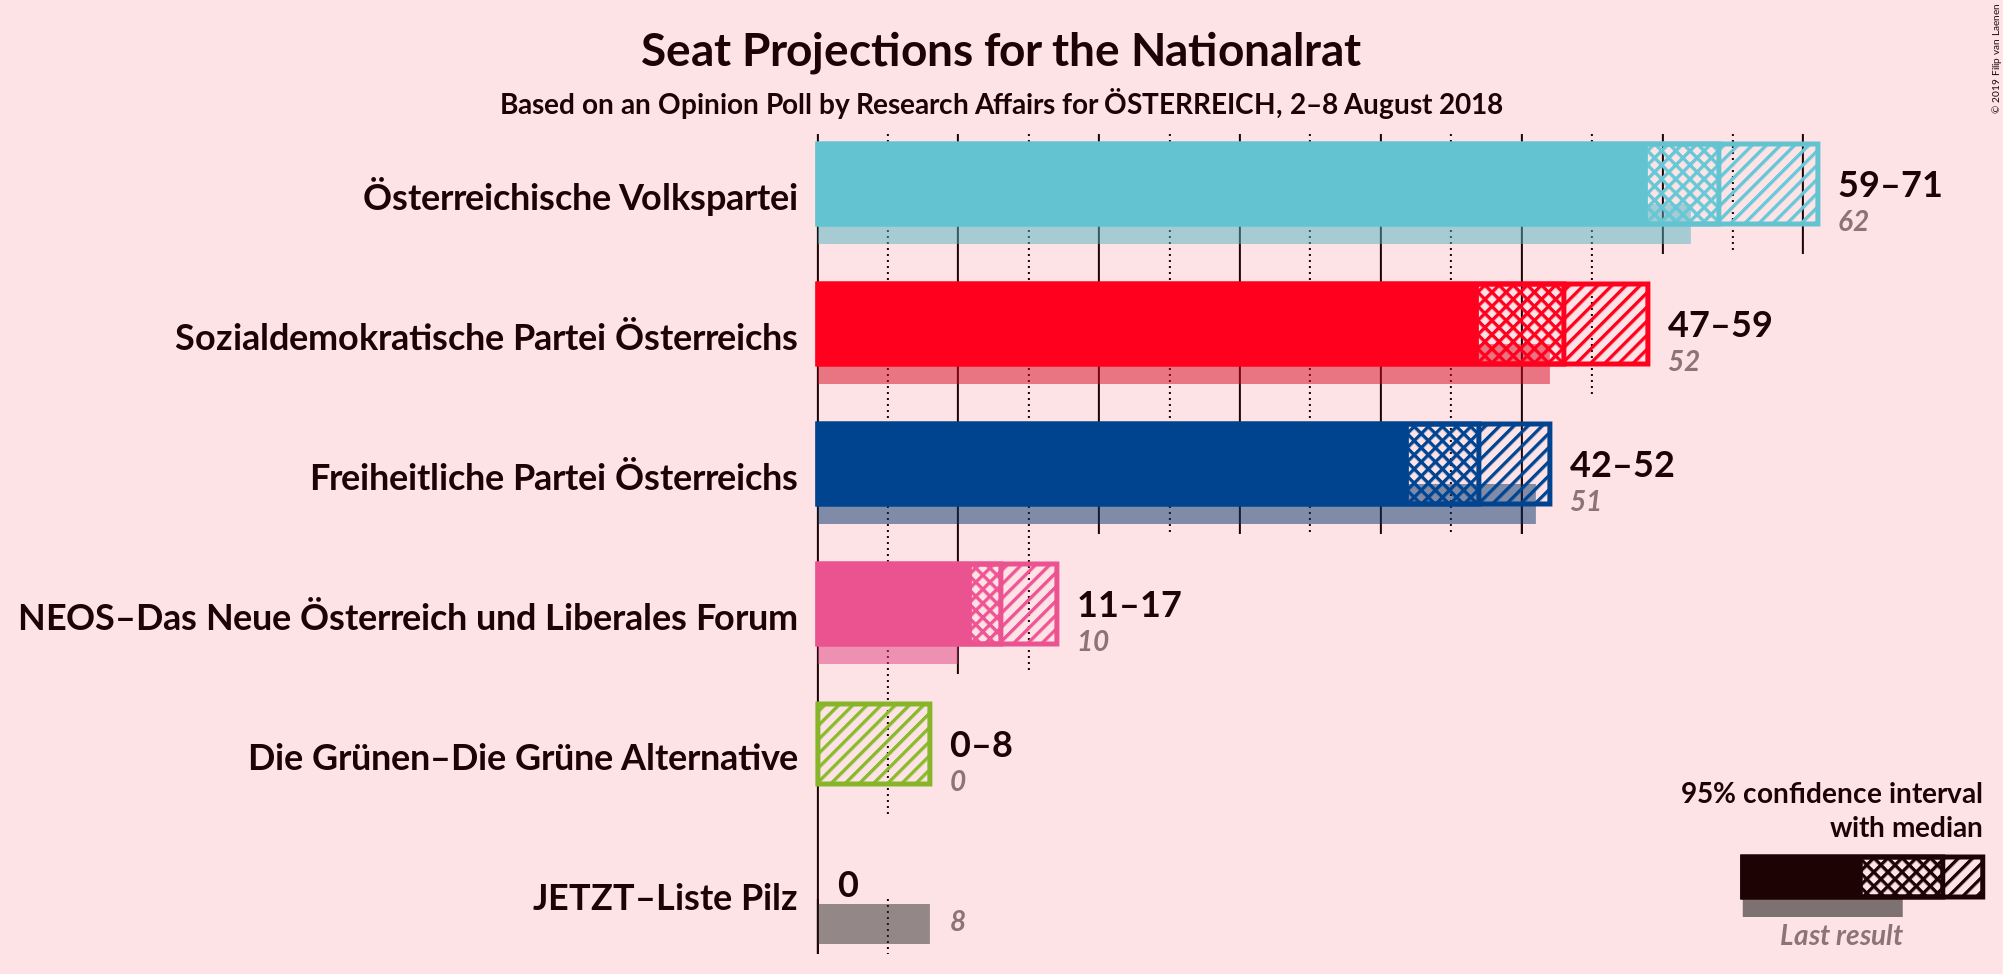 Seat Projections for the Nationalrat
Based on an Opinion Poll by Research Affairs for ÖSTERREICH, 2–8 August 2018
© 2019 Filip van Laenen
Österreichische Volkspartei
59–71
62
Sozialdemokratische Partei Österreichs
47–59
52
Freiheitliche Partei Österreichs
42–52
51
NEOS–Das Neue Österreich und Liberales Forum
11–17
10
Die Grünen–Die Grüne Alternative
0–8
0
JETZT–Liste Pilz
0
8
95% confidence interval
with median
Last result